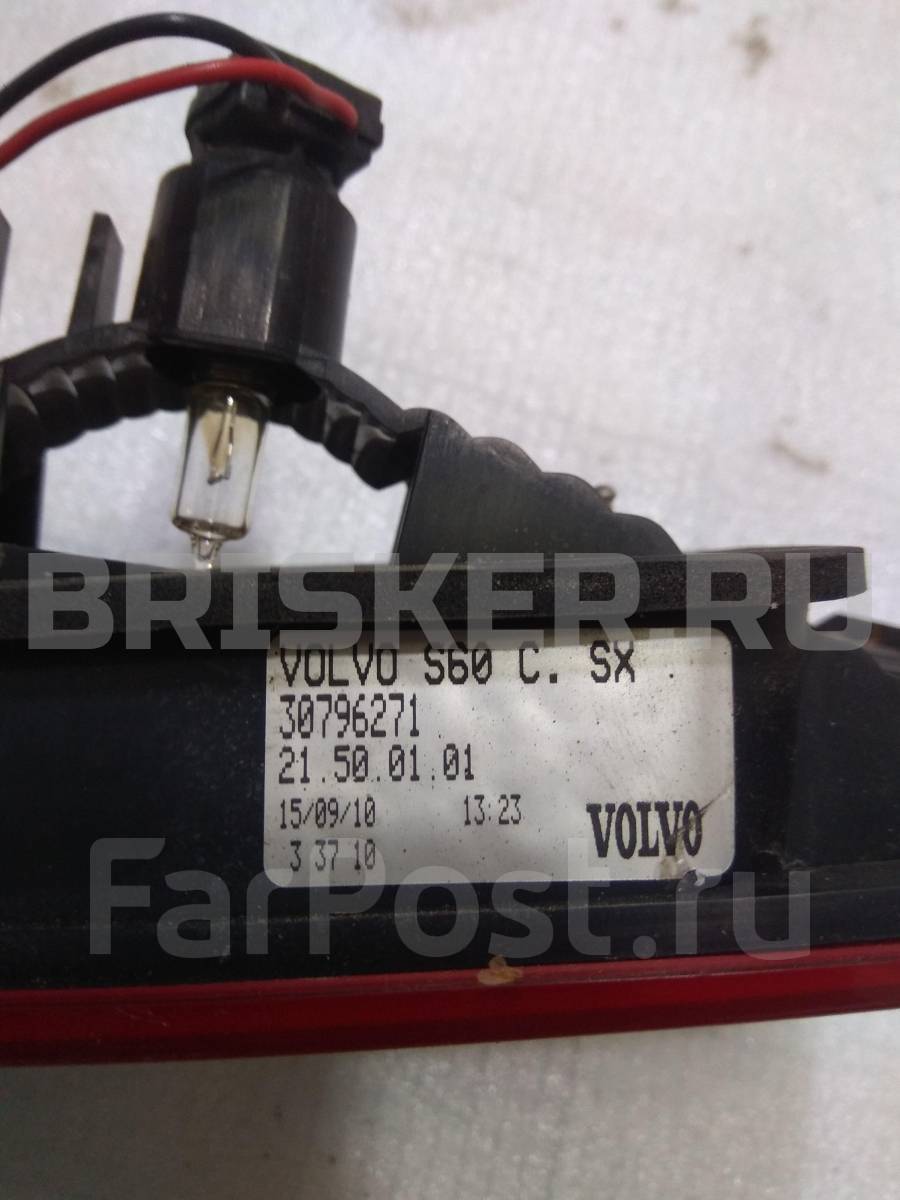 BRISKER.RU
VOLVO S60 C. SX
30796271
21.50.01.01
15/09/10 13:23
VOLVO
3 37 10
FarPost.ru